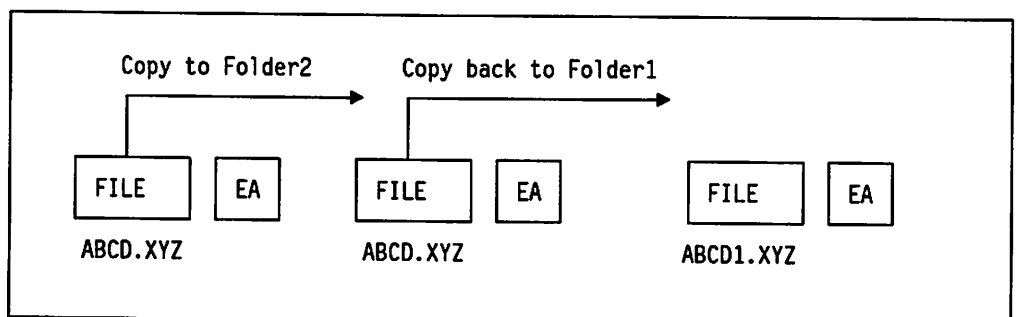 Copy to Folder2 Copy back to Folder1
FILE EA FILE EA FILE EA
ABCD.XYZ ABCD.XYZ ABCD1.XYZ